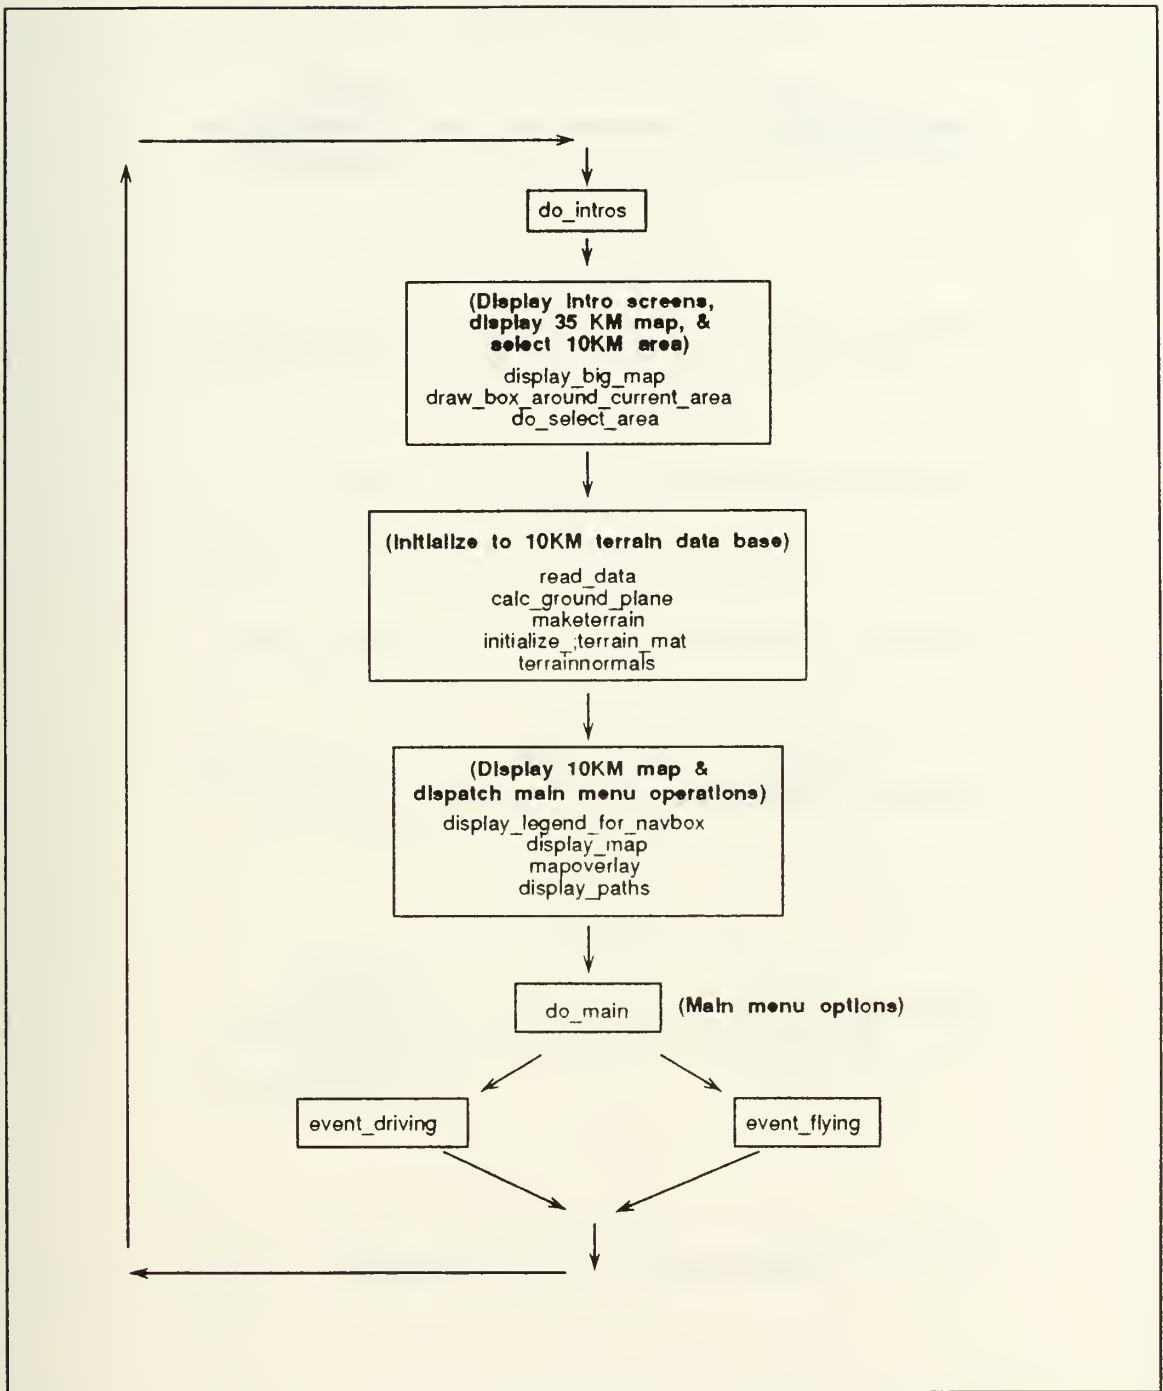 do_intros
(Display Intro screens,
display 35 KM map, &
select 10KM area)
display_big_map
draw_box_around_current_area
do_select_area
(Initialize to 10KM terrain data base)
read_data
calc_ground_plane
maketerrain
initialize_;terrain_mat
terrainnormals
(Display 10KM map &
dispatch main menu operations)
display_legend_for_navbox
display_map
mapoverlay
display_paths
do_main
(Main menu options)
event_driving
event_flying